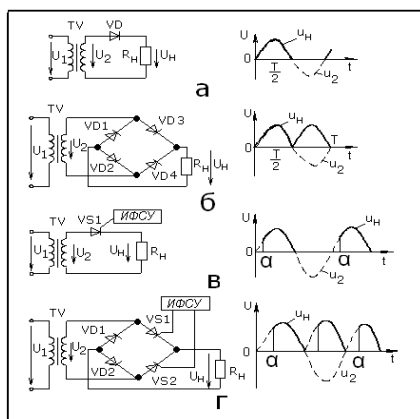 TV VD
U1 U2 RН UН
U uН
0 T/2 u2 t
а
TV VD1 VD3
U1 U2 VD2 VD4 RН UН
U uН T
0 T/2 u2 t
б
TV VS1 ИФСУ
U1 U2 UН RН
U uН
0 α u2 α t
в
ИФСУ
TV VD1 VS1
U1 U2 VD2 VS2 UН RН
U uН
0 α α u2 α t
г